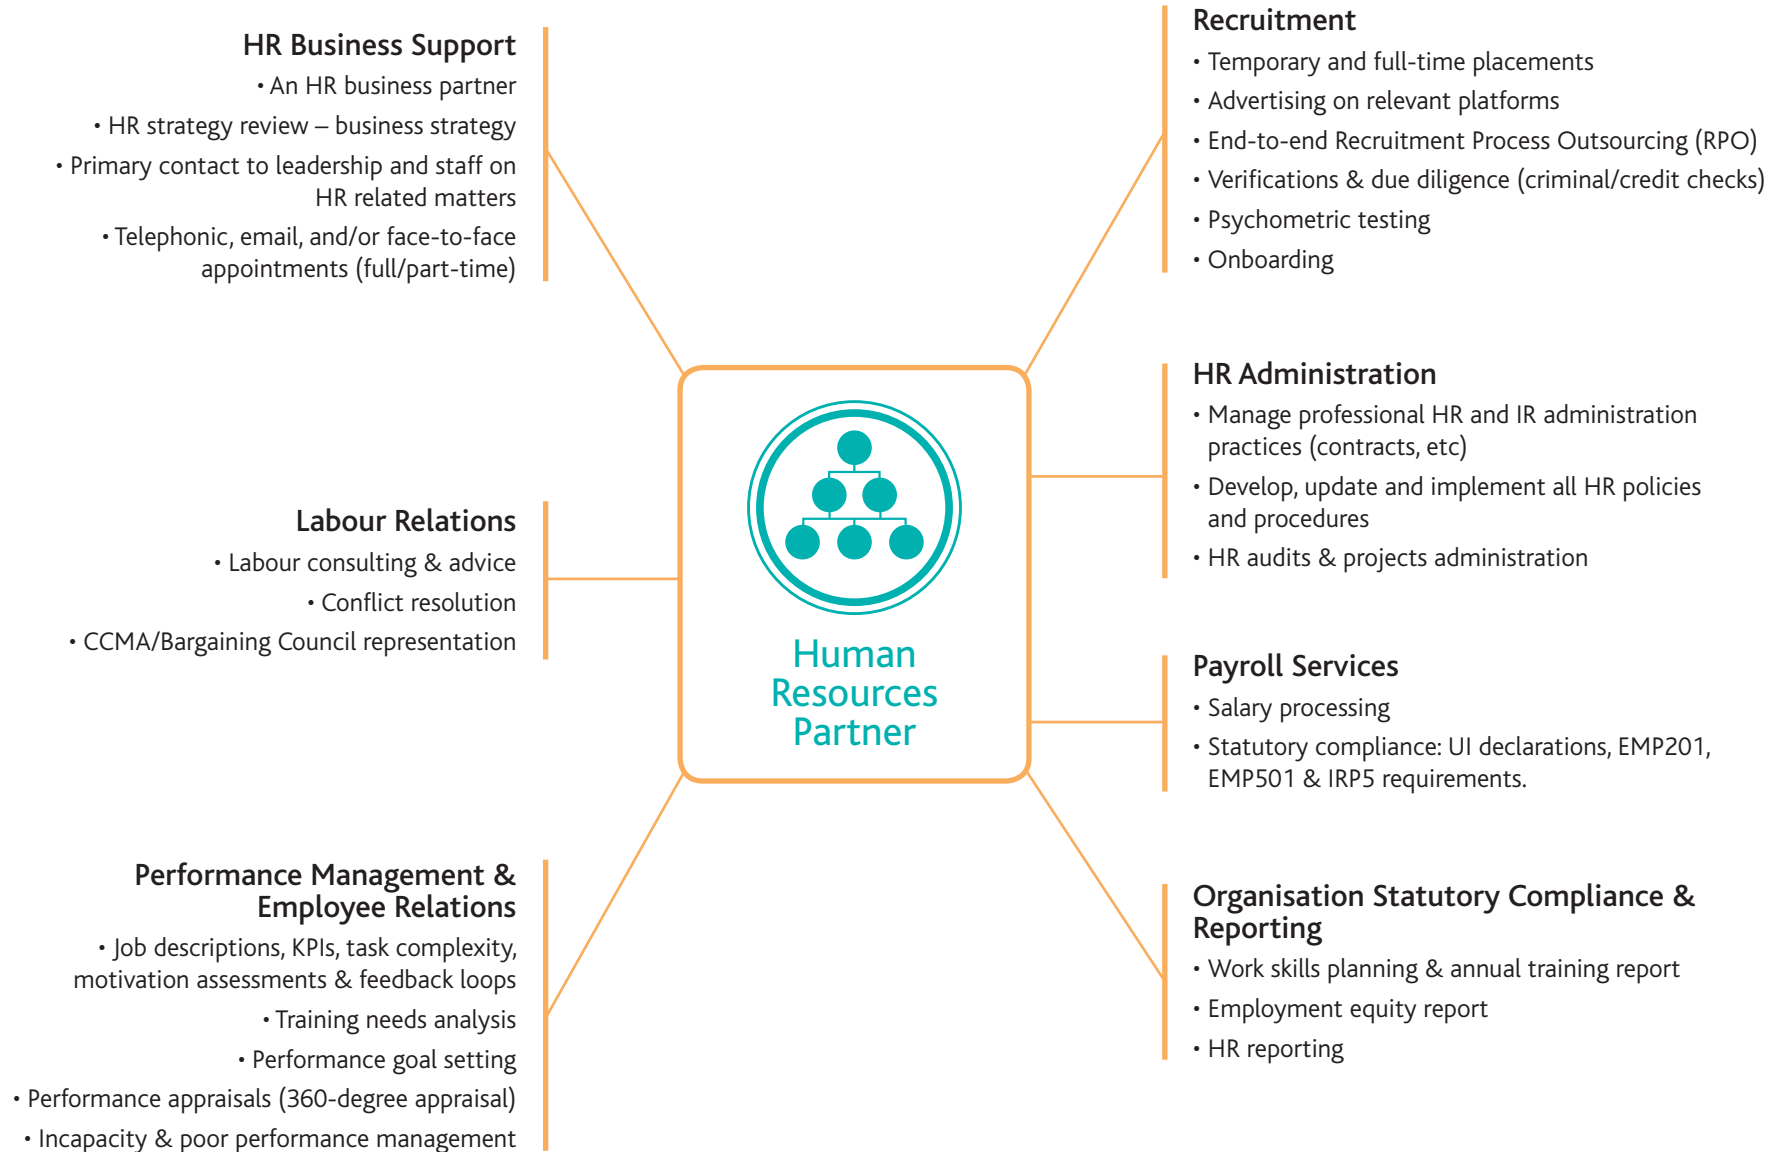 HR Business Support
• An HR business partner
• HR strategy review – business strategy
• Primary contact to leadership and staff on
HR related matters
• Telephonic, email, and/or face-to-face
appointments (full/part-time)
Labour Relations
• Labour consulting & advice
• Conflict resolution
• CCMA/Bargaining Council representation
Performance Management &
Employee Relations
• Job descriptions, KPIs, task complexity,
motivation assessments & feedback loops
• Training needs analysis
• Performance goal setting
• Performance appraisals (360-degree appraisal)
• Incapacity & poor performance management
Human
Resources
Partner
Recruitment
• Temporary and full-time placements
• Advertising on relevant platforms
• End-to-end Recruitment Process Outsourcing (RPO)
• Verifications & due diligence (criminal/credit checks)
• Psychometric testing
• Onboarding
HR Administration
• Manage professional HR and IR administration
practices (contracts, etc)
• Develop, update and implement all HR policies
and procedures
• HR audits & projects administration
Payroll Services
• Salary processing
• Statutory compliance: UI declarations, EMP201,
EMP501 & IRP5 requirements.
Organisation Statutory Compliance &
Reporting
• Work skills planning & annual training report
• Employment equity report
• HR reporting